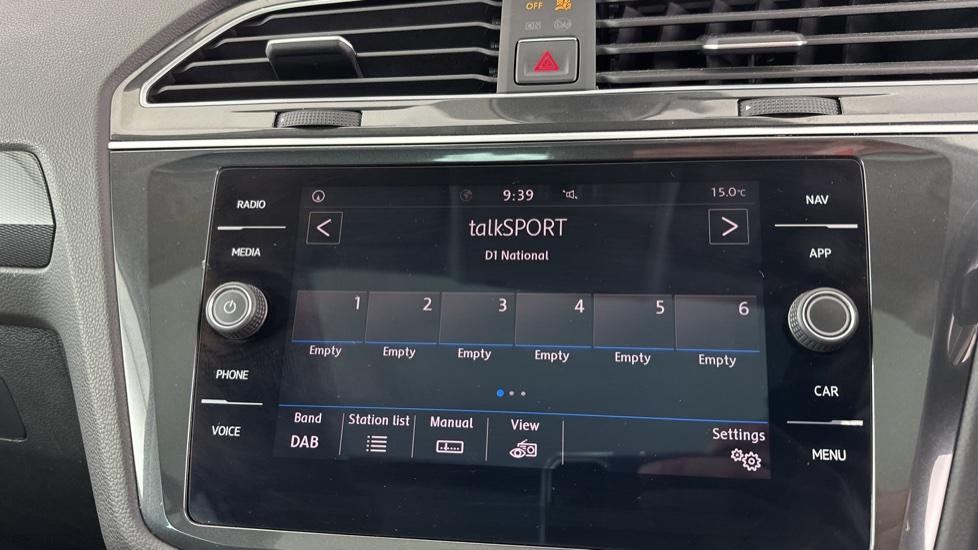 OFF
RADIO
MEDIA
PHONE
VOICE
9:39
15.0°C
<
talkSPORT
>
D1 National
1 2 3 4 5 6
Empty Empty Empty Empty Empty Empty
Band Station list Manual View Settings
DAB
NAV
APP
CAR
MENU